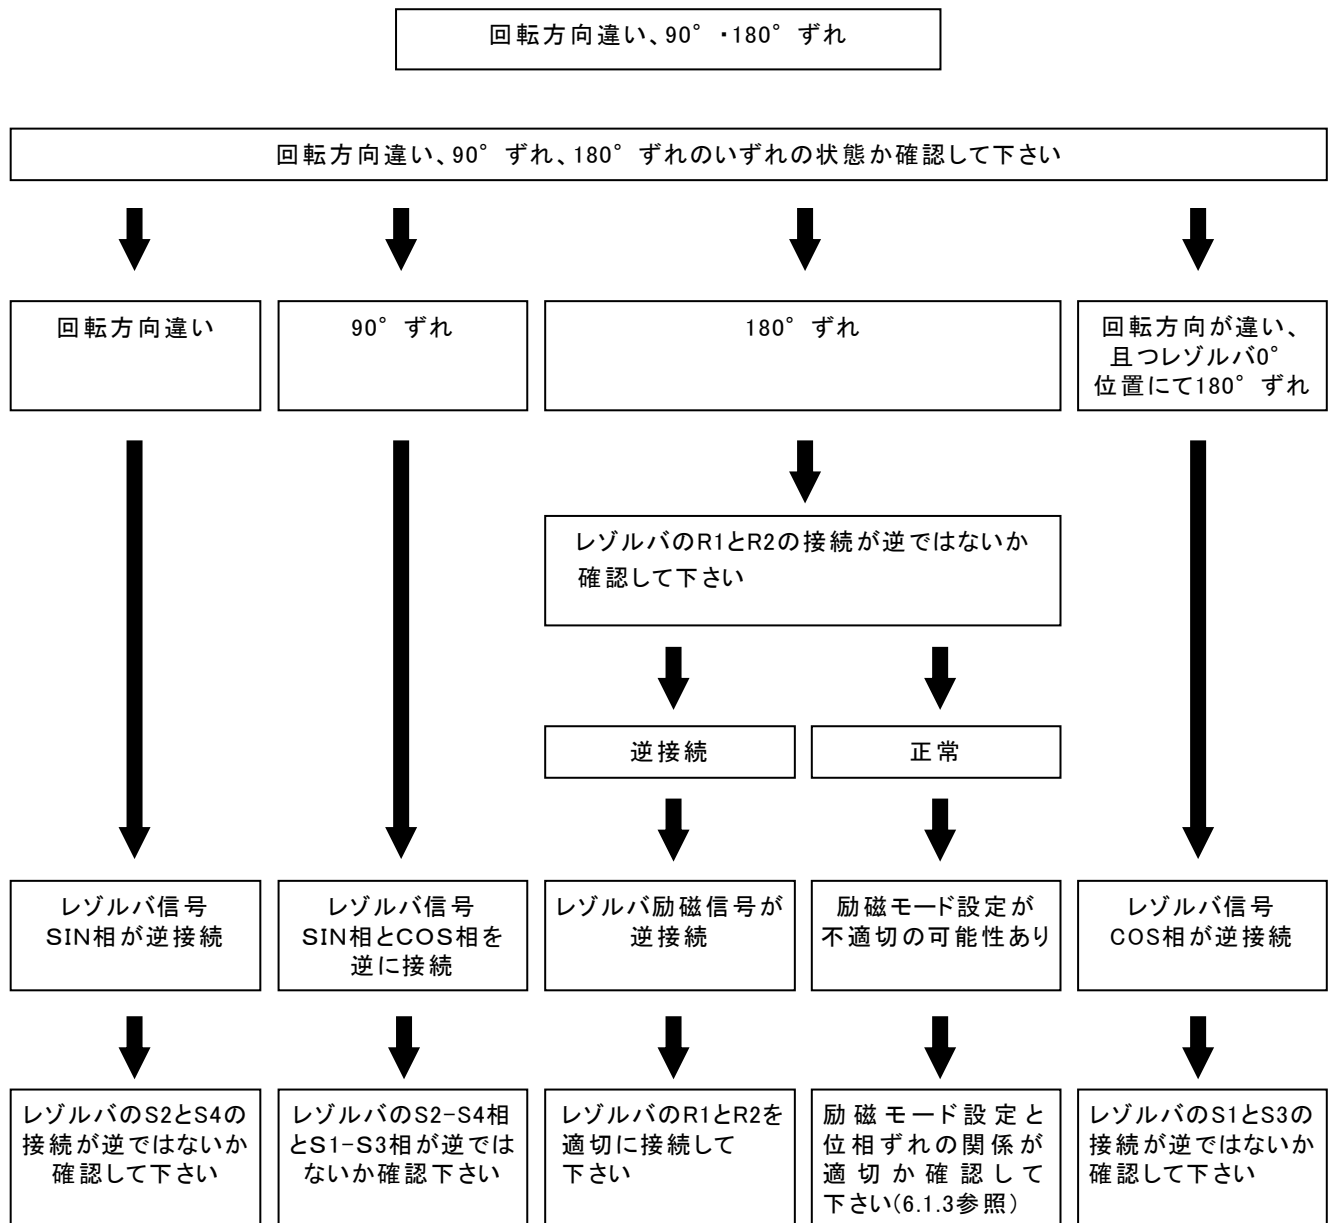 回転方向違い、90°・180°ずれ
回転方向違い、90°ずれ、180°ずれのいずれの状態か確認して下さい
回転方向違い
90°ずれ
180°ずれ
回転方向が違い、
且つレゾルバ0°
位置にて180°ずれ
レゾルバのR1とR2の接続が逆ではないか
確認して下さい
逆接続
正常
レゾルバ信号
SIN相が逆接続
レゾルバ信号
SIN相とCOS相を
逆に接続
レゾルバ励磁信号が
逆接続
励磁モード設定が
不適切の可能性あり
レゾルバ信号
COS相が逆接続
レゾルバのS2とS4の
接続が逆ではないか
確認して下さい
レゾルバのS2-S4相
とS1-S3相が逆では
ないか確認下さい
レゾルバのR1とR2を
適切に接続して
下さい
励磁モード設定と
位相ずれの関係が
適切か確認して
下さい(6.1.3参照)
レゾルバのS1とS3の
接続が逆ではないか
確認して下さい